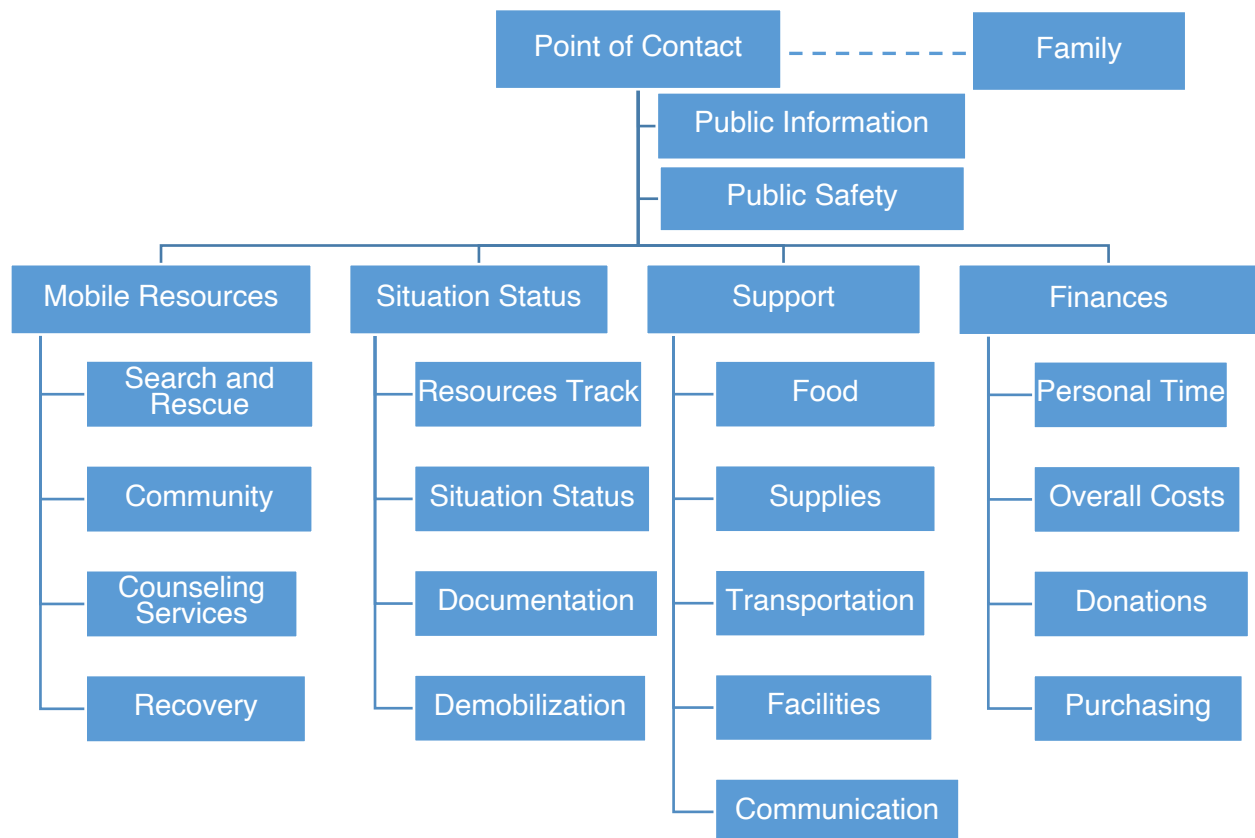 Point of Contact
Family
Public Information
Public Safety
Mobile Resources
Situation Status
Support
Finances
Search and
Rescue
Community
Counseling
Services
Recovery
Resources Track
Situation Status
Documentation
Demobilization
Food
Supplies
Transportation
Facilities
Communication
Personal Time
Overall Costs
Donations
Purchasing